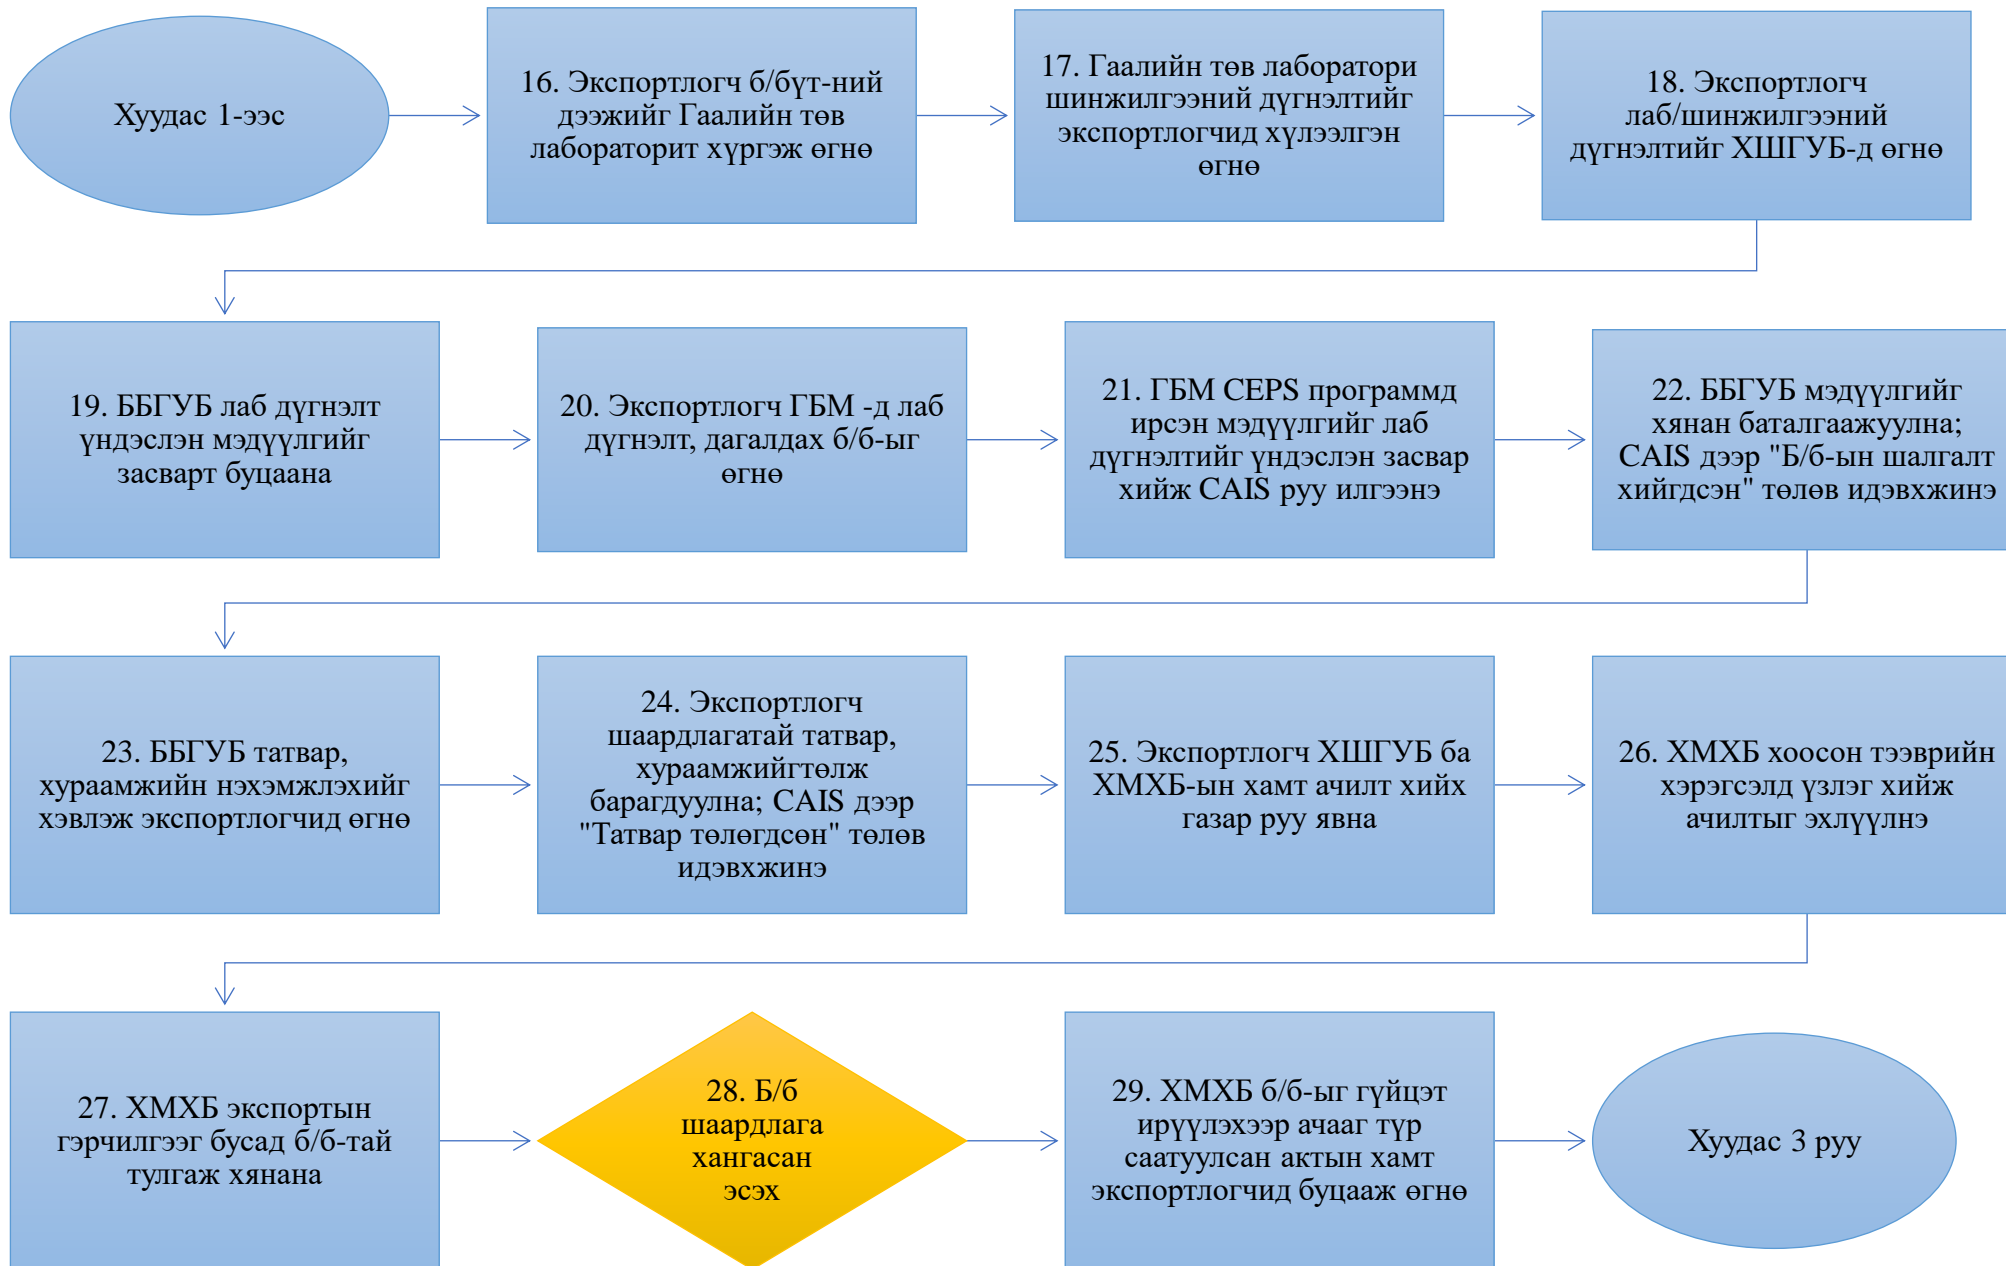 Хуудас 1-ээс
16. Экспортлогч б/бүт-ний
дээжийг Гаалийн төв
лабораторит хүргэж өгнө
17. Гаалийн төв лаборатори
шинжилгээний дүгнэлтийг
экспортлогчид хүлээлгэн
өгнө
18. Экспортлогч
лаб/шинжилгээний
дүгнэлтийг ХШГУБ-д өгнө
19. ББГУБ лаб дүгнэлт
үндэслэн мэдүүлгийг
засварт буцаана
20. Экспортлогч ГБМ -д лаб
дүгнэлт, дагалдах б/б-ыг
өгнө
21. ГБМ CEPS программд
ирсэн мэдүүлгийг лаб
дүгнэлтийг үндэслэн засвар
хийж CAIS руу илгээнэ
22. ББГУБ мэдүүлгийг
хянан баталгаажуулна;
CAIS дээр "Б/б-ын шалгалт
хийгдсэн" төлөв идэвхжинэ
23. ББГУБ татвар,
хураамжийн нэхэмжлэхийг
хэвлэж экспортлогчид өгнө
24. Экспортлогч
шаардлагатай татвар,
хураамжийгтөлж
барагдуулна; CAIS дээр
"Татвар төлөгдсөн" төлөв
идэвхжинэ
25. Экспортлогч ХШГУБ ба
ХМХБ-ын хамт ачилт хийх
газар руу явна
26. ХМХБ хоосон тээврийн
хэрэгсэлд үзлэг хийж
ачилтыг эхлүүлнэ
27. ХМХБ экспортын
гэрчилгээг бусад б/б-тай
тулгаж хянана
28. Б/б
шаардлага
хангасан
эсэх
29. ХМХБ б/б-ыг гүйцэт
ирүүлэхээр ачааг түр
саатуулсан актын хамт
экспортлогчид буцааж өгнө
Хуудас 3 руу